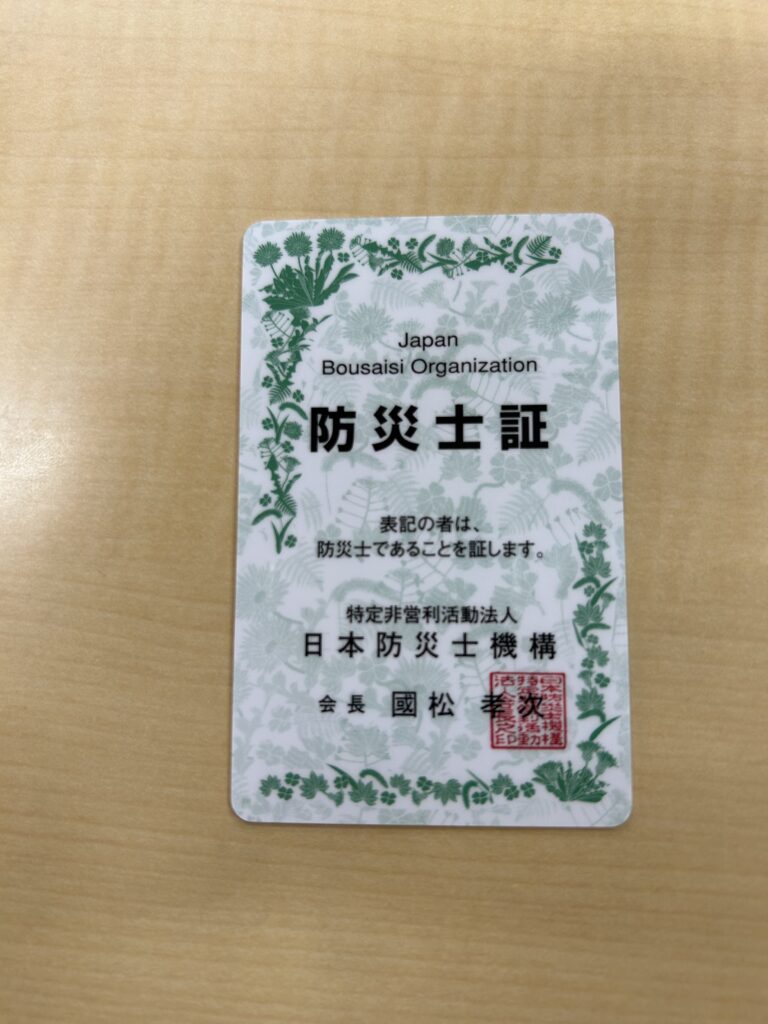 Japan
Bousaisi Organization
防災士証
表記の者は、
防災士であることを証します。
特定非営利活動法人
日本防災士機構
会長 國松 孝次